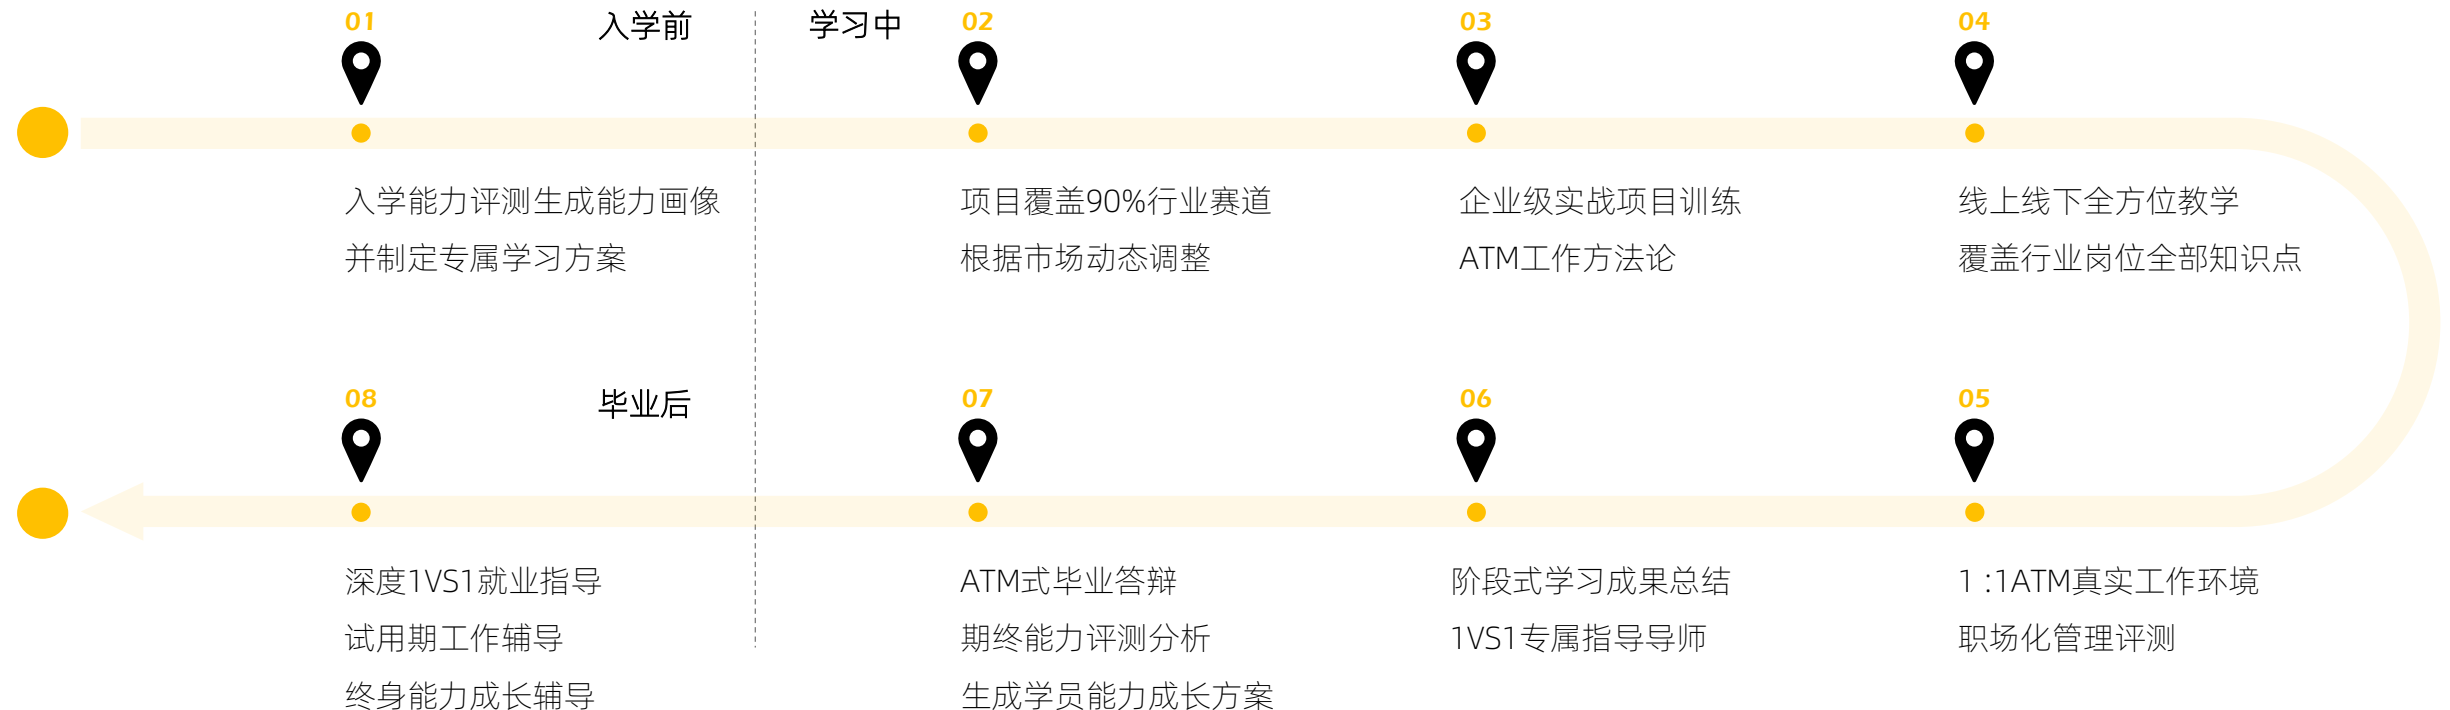 01
入学前
入学能力评测生成能力画像
并制定专属学习方案
学习中
02
项目覆盖90%行业赛道
根据市场动态调整
03
企业级实战项目训练
ATM工作方法论
04
线上线下全方位教学
覆盖行业岗位全部知识点
05
1 :1ATM真实工作环境
职场化管理评测
06
阶段式学习成果总结
1VS1专属指导导师
07
ATM式毕业答辩
期终能力评测分析
生成学员能力成长方案
毕业后
08
深度1VS1就业指导
试用期工作辅导
终身能力成长辅导